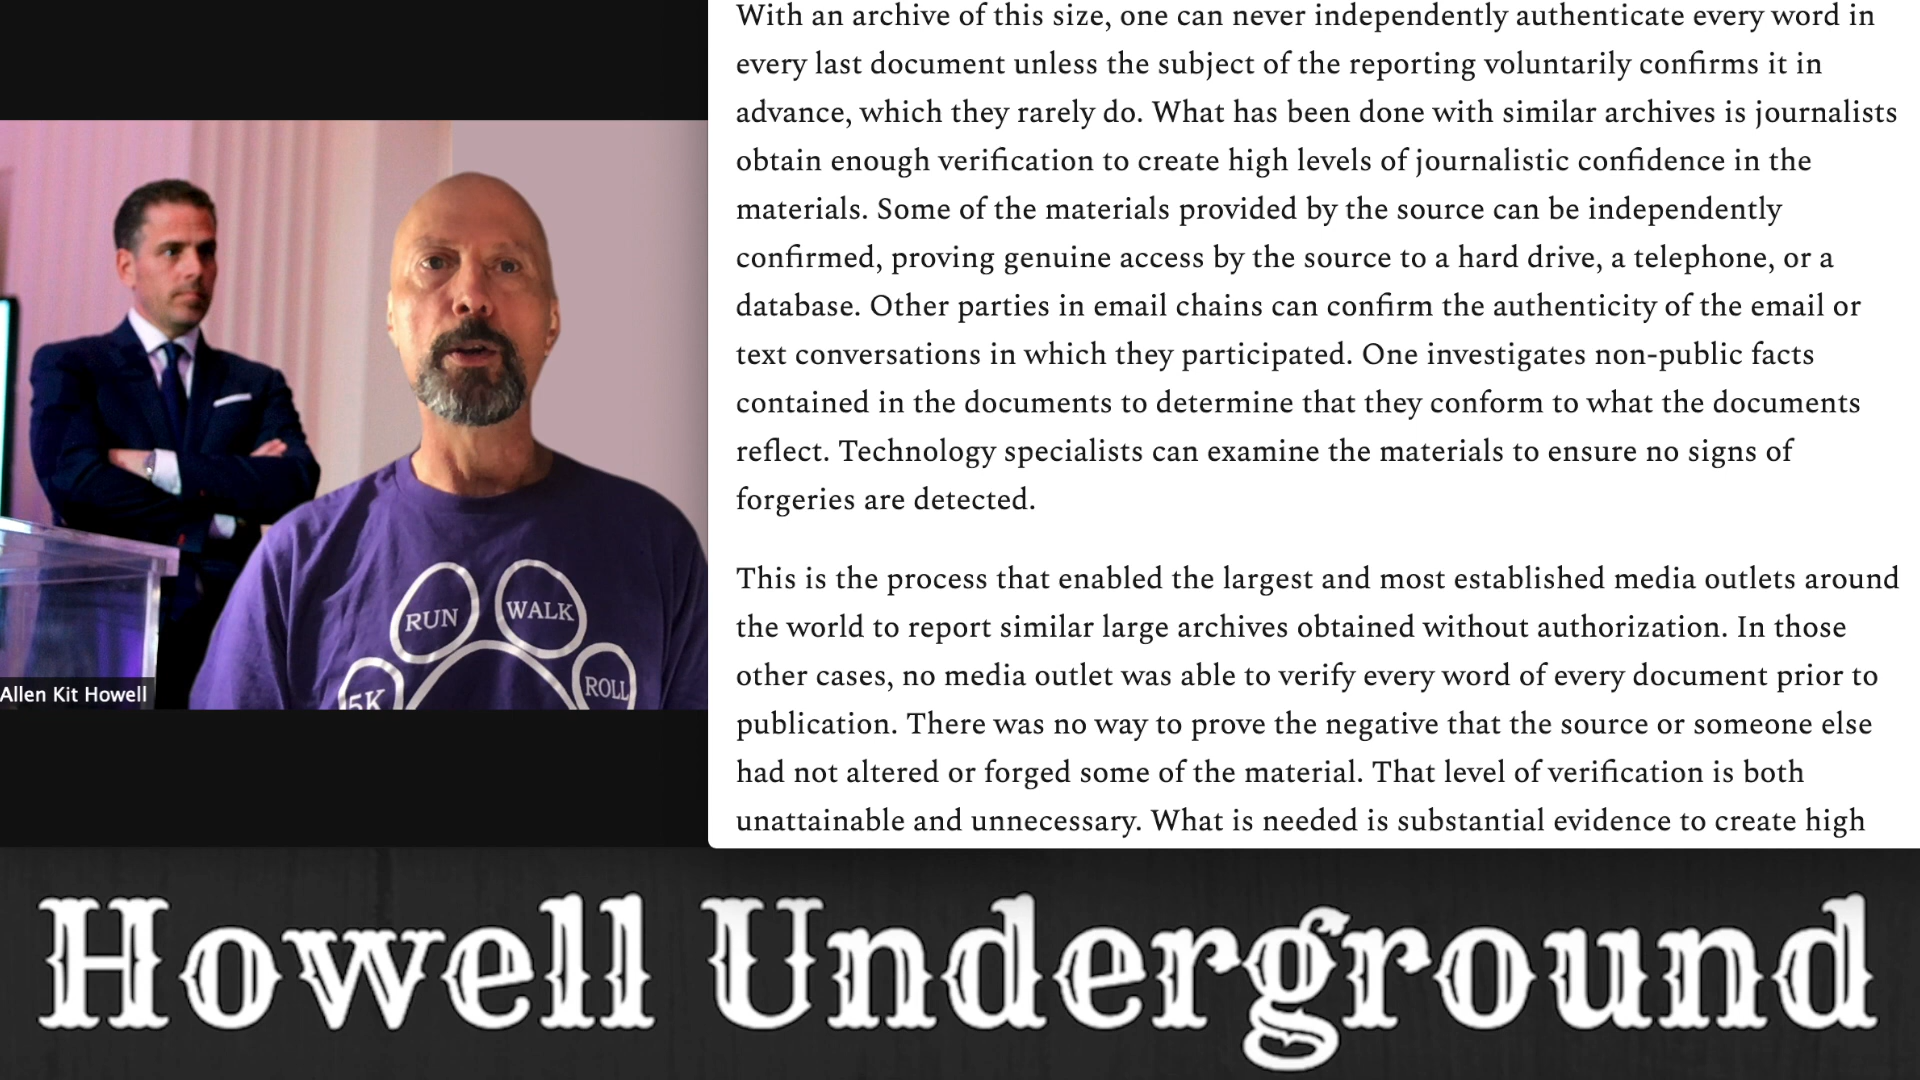 With an archive of this size, one can never independently authenticate every word in
every last document unless the subject of the reporting voluntarily confirms it in
advance, which they rarely do. What has been done with similar archives is journalists
obtain enough verification to create high levels of journalistic confidence in the
materials. Some of the materials provided by the source can be independently
confirmed, proving genuine access by the source to a hard drive, a telephone, or a
database. Other parties in email chains can confirm the authenticity of the email or
text conversations in which they participated. One investigates non-public facts
contained in the documents to determine that they conform to what the documents
reflect. Technology specialists can examine the materials to ensure no signs of
forgeries are detected.
This is the process that enabled the largest and most established media outlets around
the world to report similar large archives obtained without authorization. In those
other cases, no media outlet was able to verify every word of every document prior to
publication. There was no way to prove the negative that the source or someone else
had not altered or forged some of the material. That level of verification is both
unattainable and unnecessary. What is needed is substantial evidence to create high
RUN
WALK
5K
ROLL
Allen Kit Howell
Howell Underground